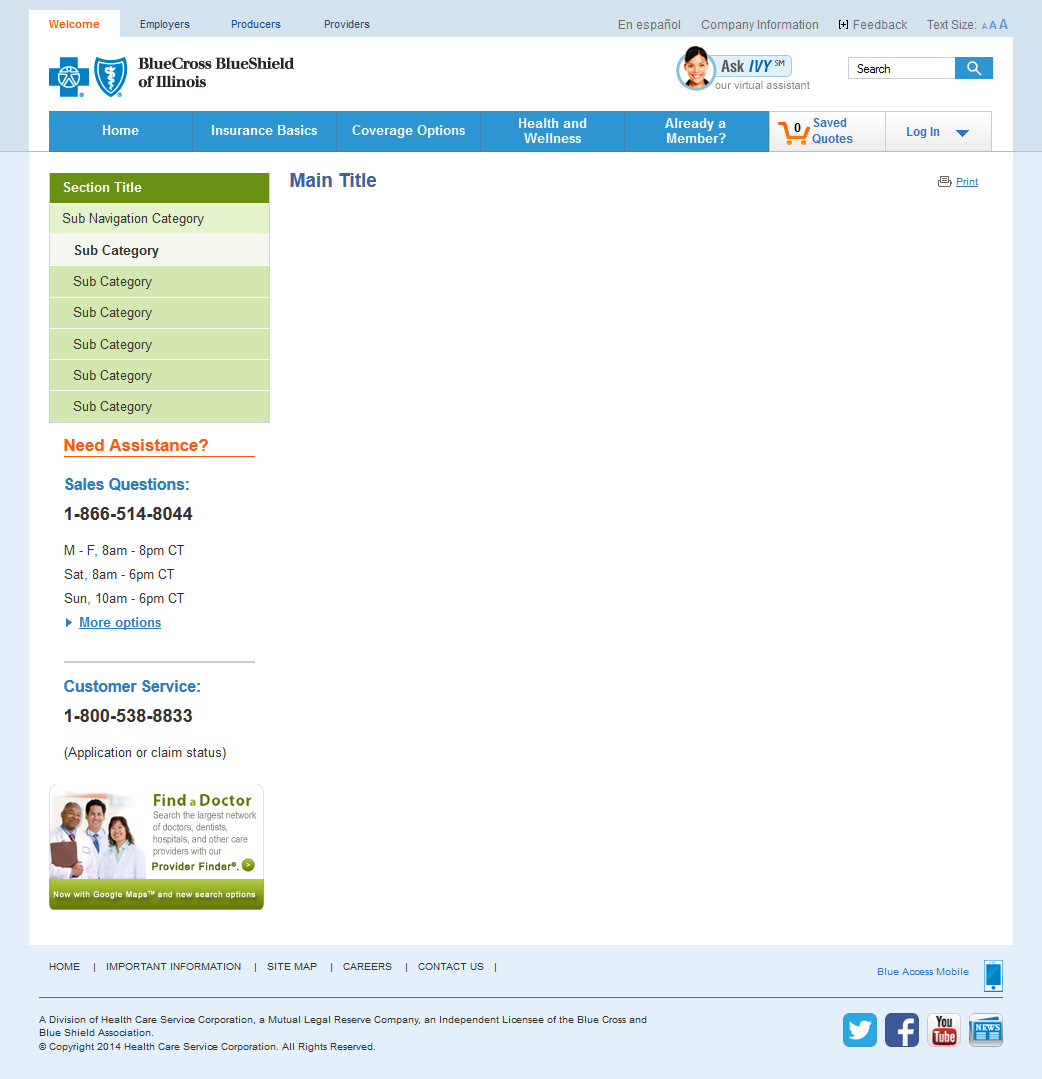 Welcome
Employers
Producers
Providers
En español
Company Information
[+] Feedback
Text Size: A A A
BlueCross BlueShield
of Illinois
Ask IVY SM
our virtual assistant
Search
Home
Insurance Basics
Coverage Options
Health and
Wellness
Already a
Member?
0
Saved
Quotes
Log In
Section Title
Sub Navigation Category
Sub Category
Sub Category
Sub Category
Sub Category
Sub Category
Sub Category
Main Title
Print
Need Assistance?
Sales Questions:
1-866-514-8044
M - F, 8am - 8pm CT
Sat, 8am - 6pm CT
Sun, 10am - 6pm CT
More options
Customer Service:
1-800-538-8833
(Application or claim status)
Find a Doctor
Search the largest network
of doctors, dentists,
hospitals, and other care
providers with our
Provider Finder®. >
Now with Google Maps™ and new search options
HOME | IMPORTANT INFORMATION | SITE MAP | CAREERS | CONTACT US |
Blue Access Mobile
A Division of Health Care Service Corporation, a Mutual Legal Reserve Company, an Independent Licensee of the Blue Cross and
Blue Shield Association.
© Copyright 2014 Health Care Service Corporation. All Rights Reserved.
You
Tube
NEWS